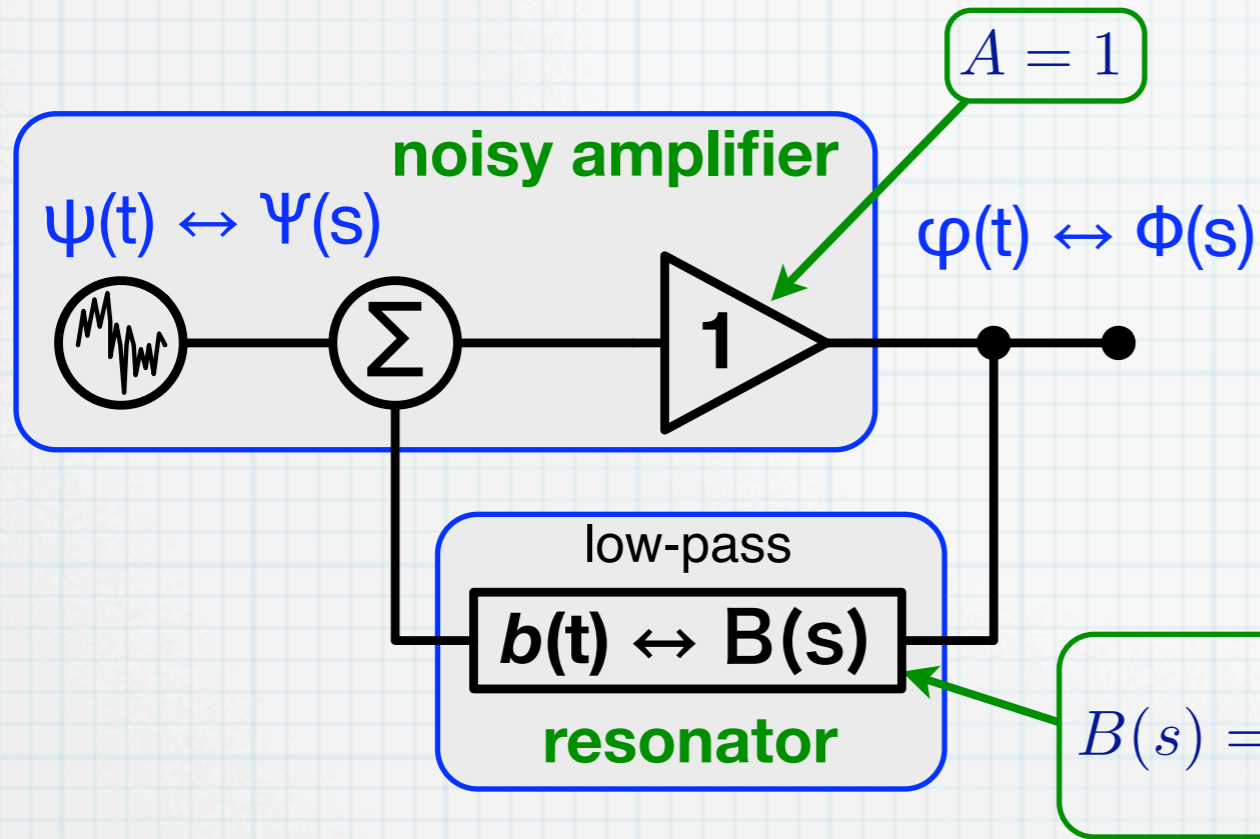 A = 1
noisy amplifier
ψ(t) ↔ Ψ(s)
φ(t) ↔ Φ(s)
Σ
1
low-pass
b(t) ↔ B(s)
resonator
B(s) =